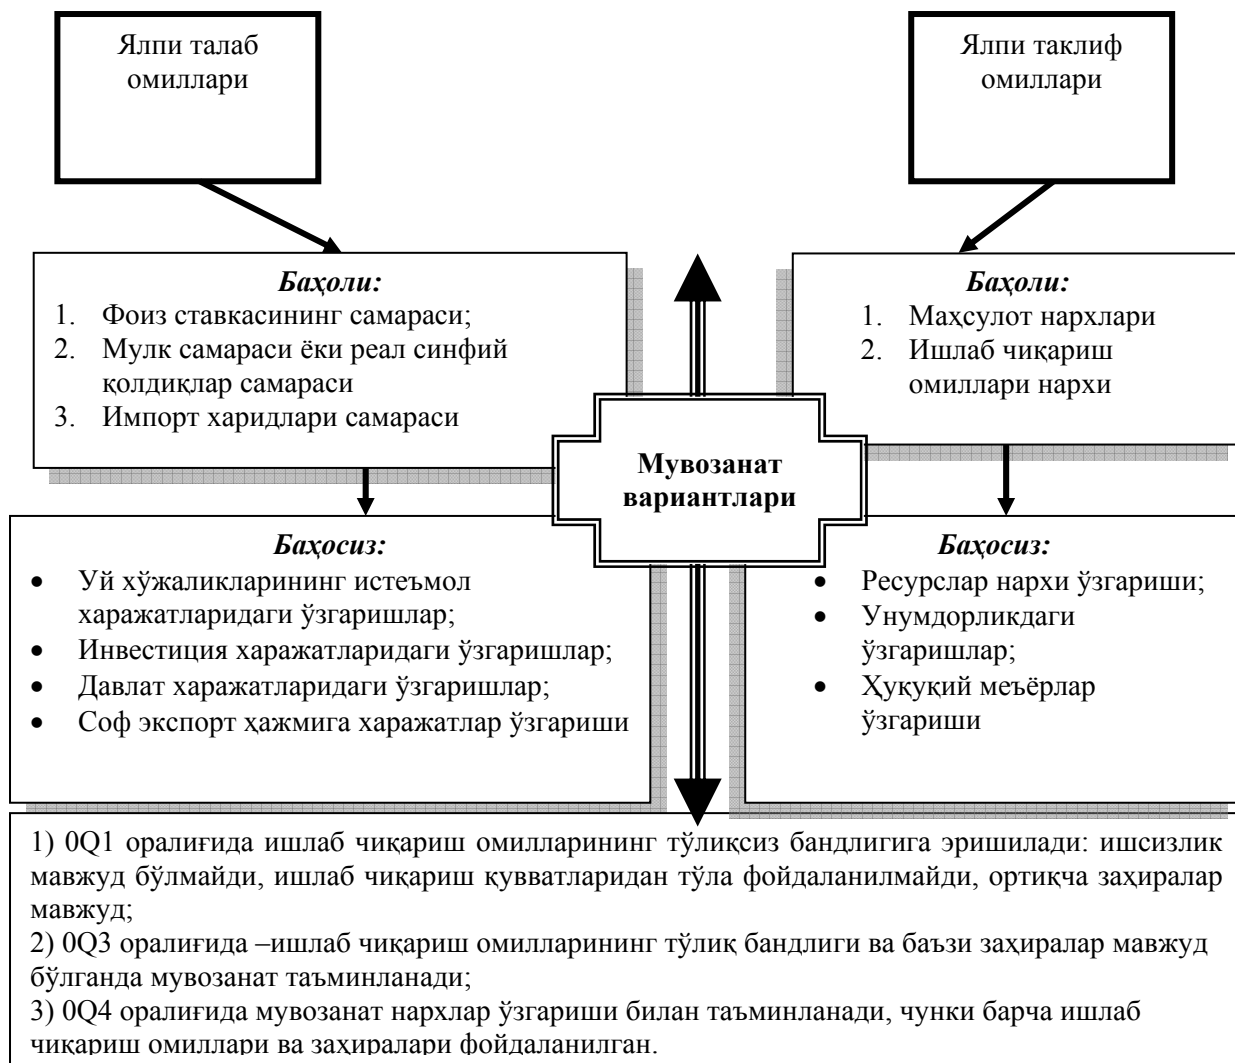 Ялпи талаб
омиллари
Ялпи таклиф
омиллари
Баҳоли:
1. Фоиз ставкасининг самараси;
2. Мулк самараси ёки реал синфий
қолдиқлар самараси
3. Импорт харидлари самараси
Баҳоли:
1. Маҳсулот нархлари
2. Ишлаб чиқариш
омиллари нархи
Мувозанат
вариантлари
Баҳосиз:
• Уй хўжаликларининг истеъмол
харажатларидаги ўзгаришлар;
• Инвестиция харажатларидаги ўзгаришлар;
• Давлат харажатларидаги ўзгаришлар;
• Соф экспорт ҳажмига харажатлар ўзгариши
Баҳосиз:
• Ресурслар нархи ўзгариши;
• Унумдорликдаги
ўзгаришлар;
• Ҳуқуқий меъёрлар
ўзгариши
1) 0Q1 оралиғида ишлаб чиқариш омилларининг тўлиқсиз бандлигига эришилади: ишсизлик
мавжуд бўлмайди, ишлаб чиқариш қувватларидан тўла фойдаланилмайди, ортиқча заҳиралар
мавжуд;
2) 0Q3 оралиғида –ишлаб чиқариш омилларининг тўлиқ бандлиги ва баъзи заҳиралар мавжуд
бўлганда мувозанат таъминланади;
3) 0Q4 оралиғида мувозанат нархлар ўзгариши билан таъминланади, чунки барча ишлаб
чиқариш омиллари ва заҳиралари фойдаланилган.